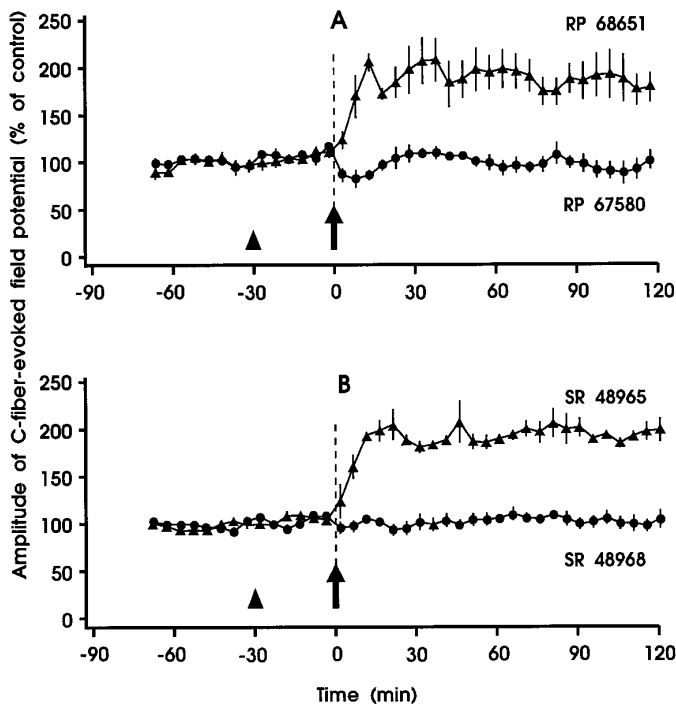 Amplitude of C-fiber-evoked field potential (% of control)
A
RP 68651
250
200
150
100
50
0
RP 67580
-90 -60 -30 0 30 60 90 120
B
SR 48965
250
200
150
100
50
0
SR 48968
-90 -60 -30 0 30 60 90 120
Time (min)